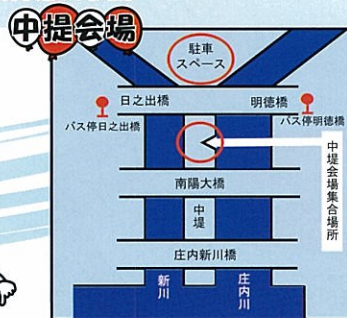 中提会場
駐車
スペース
日之出橋
明徳橋
バス停日之出橋
バス停明徳橋
中堤会場集合場所
南陽大橋
中堤
庄内新川橋
新川
庄内川